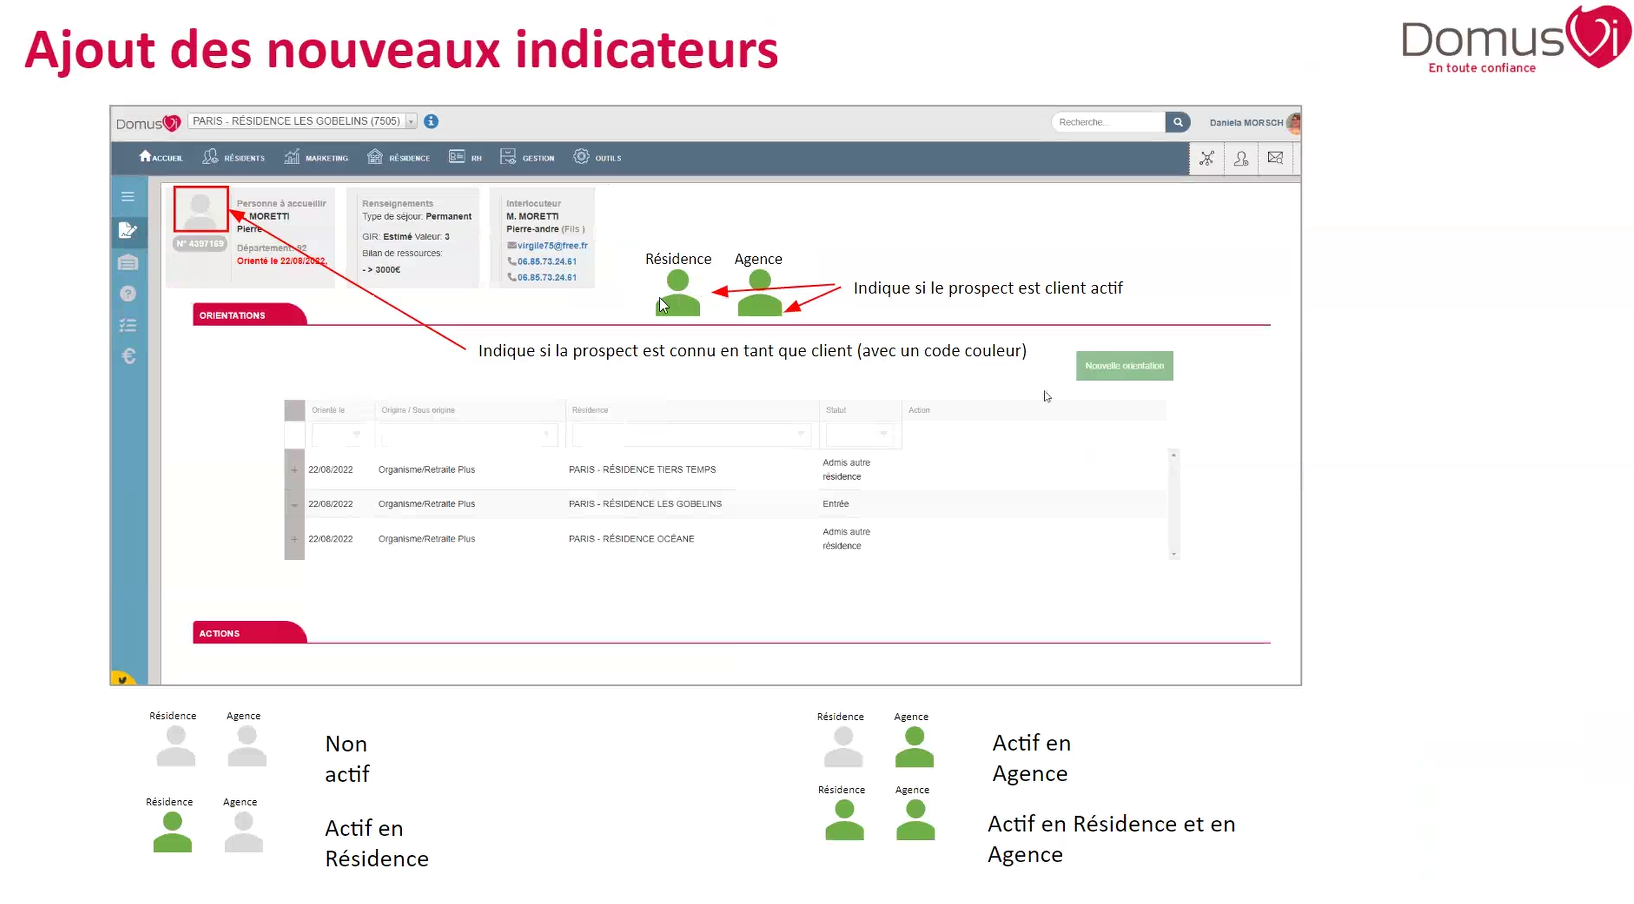 Ajout des nouveaux indicateurs
DomusVi
En toute confiance
DomusVi
PARIS - RÉSIDENCE LES GOBELINS (7505)
Recherche...
Daniela MORSCH
ACCUEIL
RÉSIDENTS
MARKETING
RÉSIDENCE
RH
GESTION
OUTILS
Personne à accueillir
MORETTI
Pierre
N° 4397169
Département: 92
Orienté le 22/08/2022.
Renseignements
Type de séjour: Permanent
GIR: Estimé Valeur: 3
Bilan de ressources:
- > 3000€
Interlocuteur
M. MORETTI
Pierre-andre (Fils )
virgile75@free.fr
06.85.73.24.61
06.85.73.24.61
Résidence Agence
Indique si le prospect est client actif
ORIENTATIONS
Indique si la prospect est connu en tant que client (avec un code couleur)
Nouvelle orientation
Orienté le Origine / Sous origine Résidence Statut Action
22/08/2022 Organisme/Retraite Plus PARIS - RÉSIDENCE TIERS TEMPS Admis autre
résidence
22/08/2022 Organisme/Retraite Plus PARIS - RÉSIDENCE LES GOBELINS Entrée
22/08/2022 Organisme/Retraite Plus PARIS - RÉSIDENCE OCÉANE Admis autre
résidence
ACTIONS
Résidence Agence
Non
actif
Résidence Agence
Actif en
Résidence
Résidence Agence
Actif en
Agence
Résidence Agence
Actif en Résidence et en
Agence